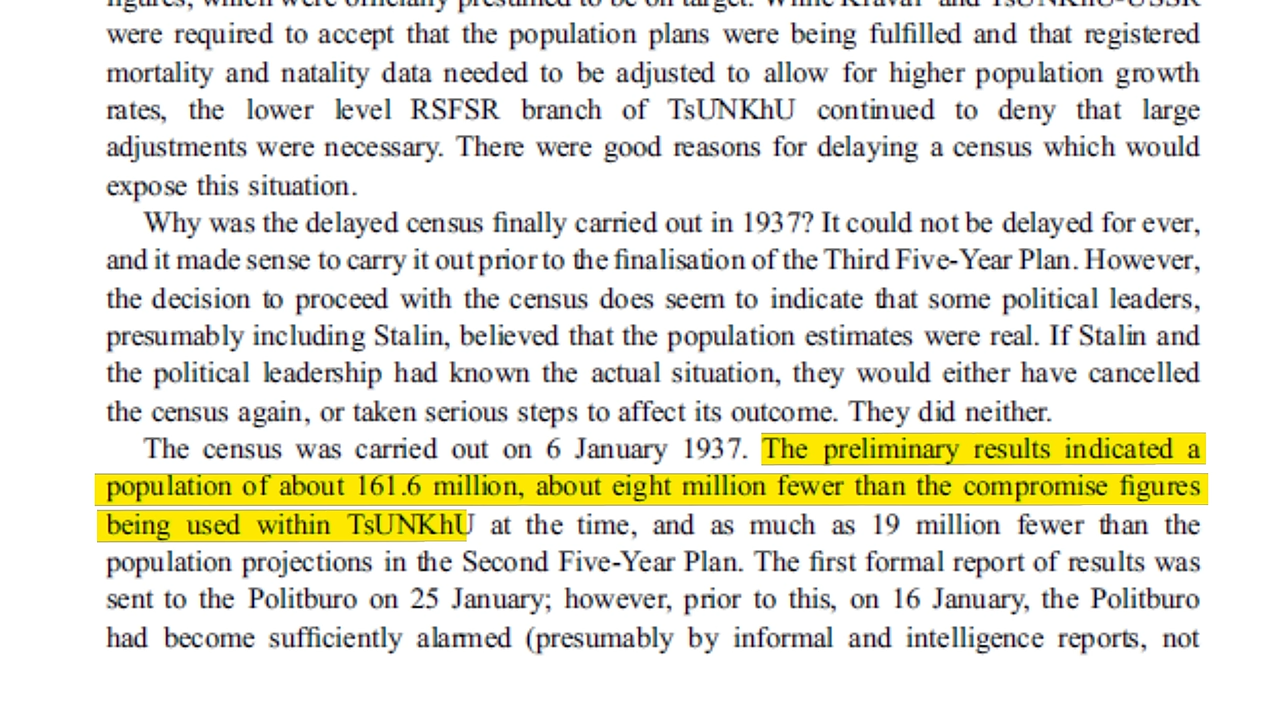 were required to accept that the population plans were being fulfilled and that registered
mortality and natality data needed to be adjusted to allow for higher population growth
rates, the lower level RSFSR branch of TsUNKhU continued to deny that large
adjustments were necessary. There were good reasons for delaying a census which would
expose this situation.
Why was the delayed census finally carried out in 1937? It could not be delayed for ever,
and it made sense to carry it out prior to the finalisation of the Third Five-Year Plan. However,
the decision to proceed with the census does seem to indicate that some political leaders,
presumably including Stalin, believed that the population estimates were real. If Stalin and
the political leadership had known the actual situation, they would either have cancelled
the census again, or taken serious steps to affect its outcome. They did neither.
The census was carried out on 6 January 1937. The preliminary results indicated a
population of about 161.6 million, about eight million fewer than the compromise figures
being used within TsUNKhU at the time, and as much as 19 million fewer than the
population projections in the Second Five-Year Plan. The first formal report of results was
sent to the Politburo on 25 January; however, prior to this, on 16 January, the Politburo
had become sufficiently alarmed (presumably by informal and intelligence reports, not